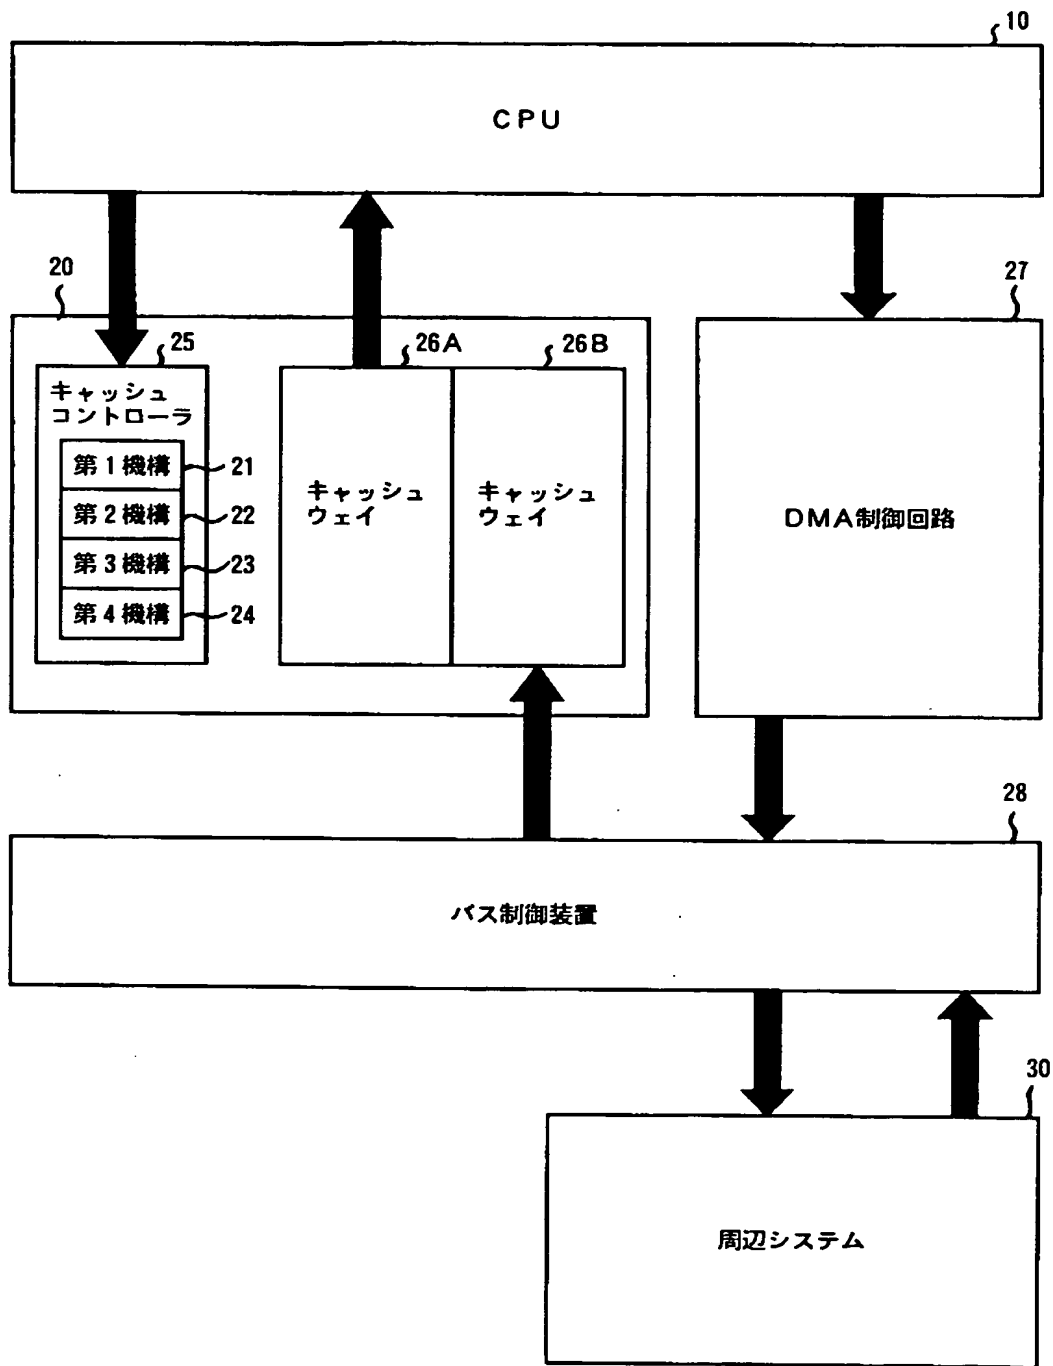 10
CPU
20
27
25
26A
26B
キャッシュ
コントローラ
第1機構
21
第2機構
22
第3機構
23
第4機構
24
キャッシュ
ウェイ
キャッシュ
ウェイ
DMA制御回路
28
バス制御装置
30
周辺システム